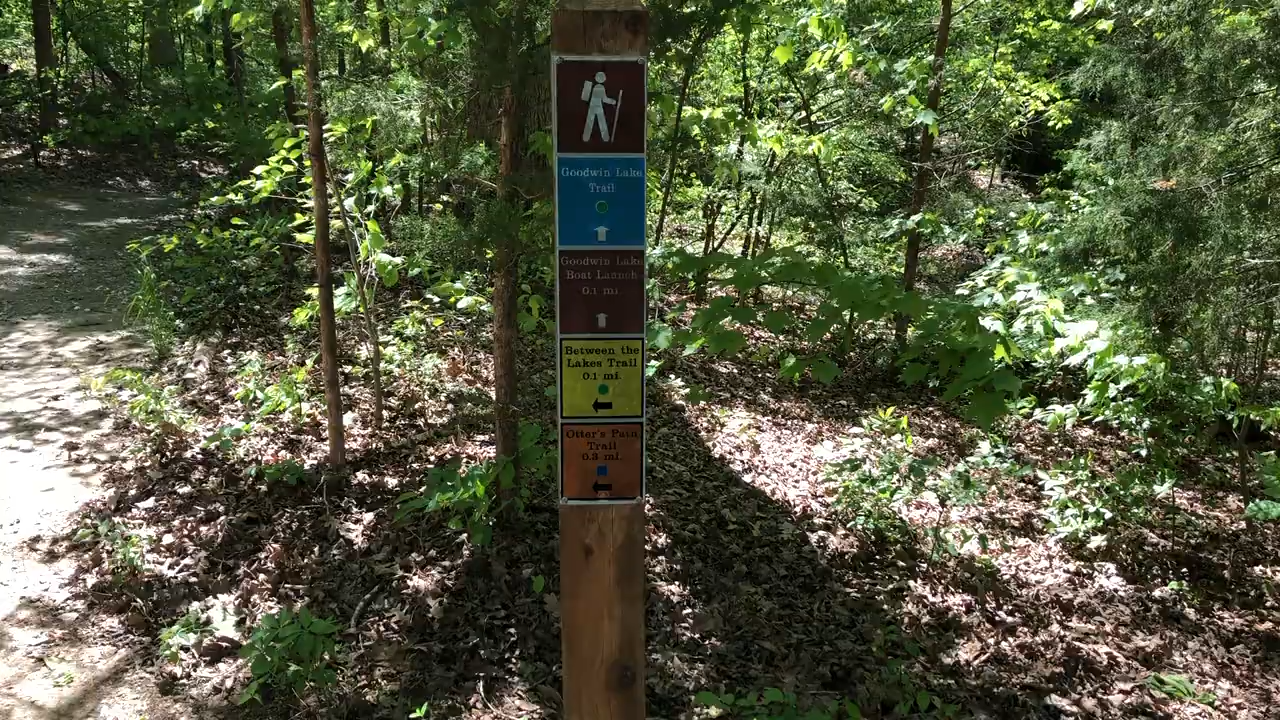 Goodwin Lake
Trail
Goodwin Lake
Boat Launch
0.1 mi
Between the
Lakes Trail
0.1 mi.
Otter's Path
Trail
0.3 mi.